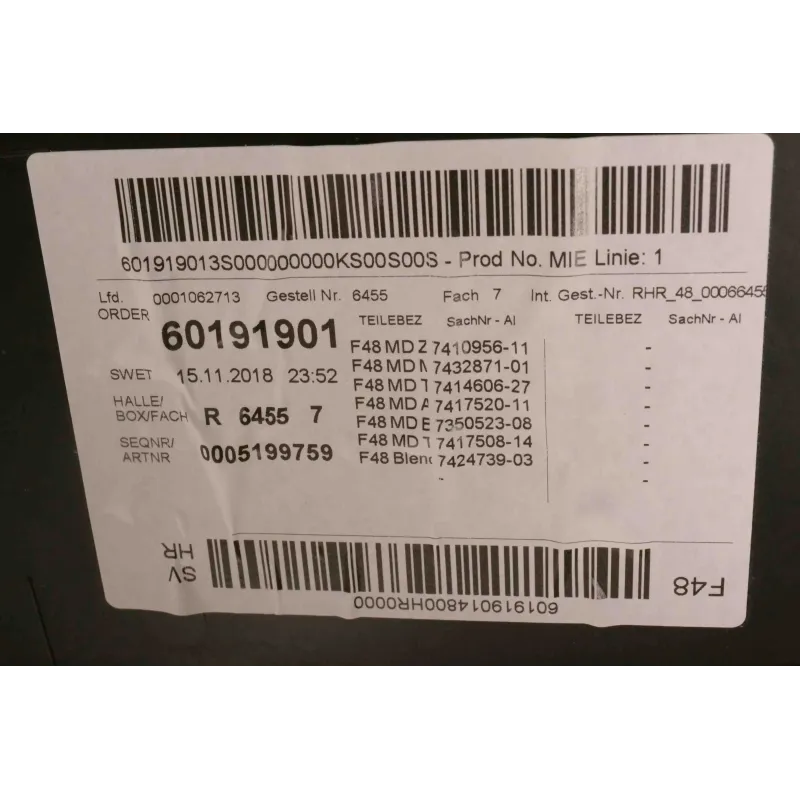 601919013S000000000KS00S00S - Prod No. MIE Linie: 1
Lfd. 0001062713 Gestell Nr. 6455 Fach 7 Int. Gest.-Nr. RHR_48_00066455
ORDER 60191901 TEILEBEZ SachNr - AI TEILEBEZ SachNr - AI
F48 MD Z 7410956-11 -
SWET 15.11.2018 23:52 F48 MD M 7432871-01 -
F48 MD T 7414606-27 -
HALLE/ F48 MD A 7417520-11 -
BOX/FACH R 6455 7 F48 MD E 7350523-08 -
SEQNR/ F48 MD T 7417508-14 -
ARTNR 0005199759 F48 Blend 7424739-03 -
- -
SV HR F48
601919014800HR0000